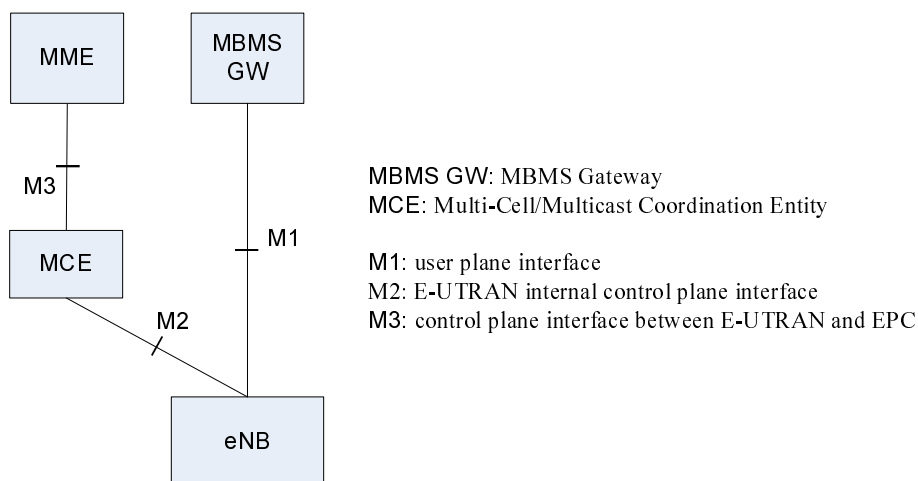 MME
MBMS
GW
M3
MCE
M1
M2
eNB
MBMS GW: MBMS Gateway
MCE: Multi-Cell/Multicast Coordination Entity
M1: user plane interface
M2: E-UTRAN internal control plane interface
M3: control plane interface between E-UTRAN and EPC